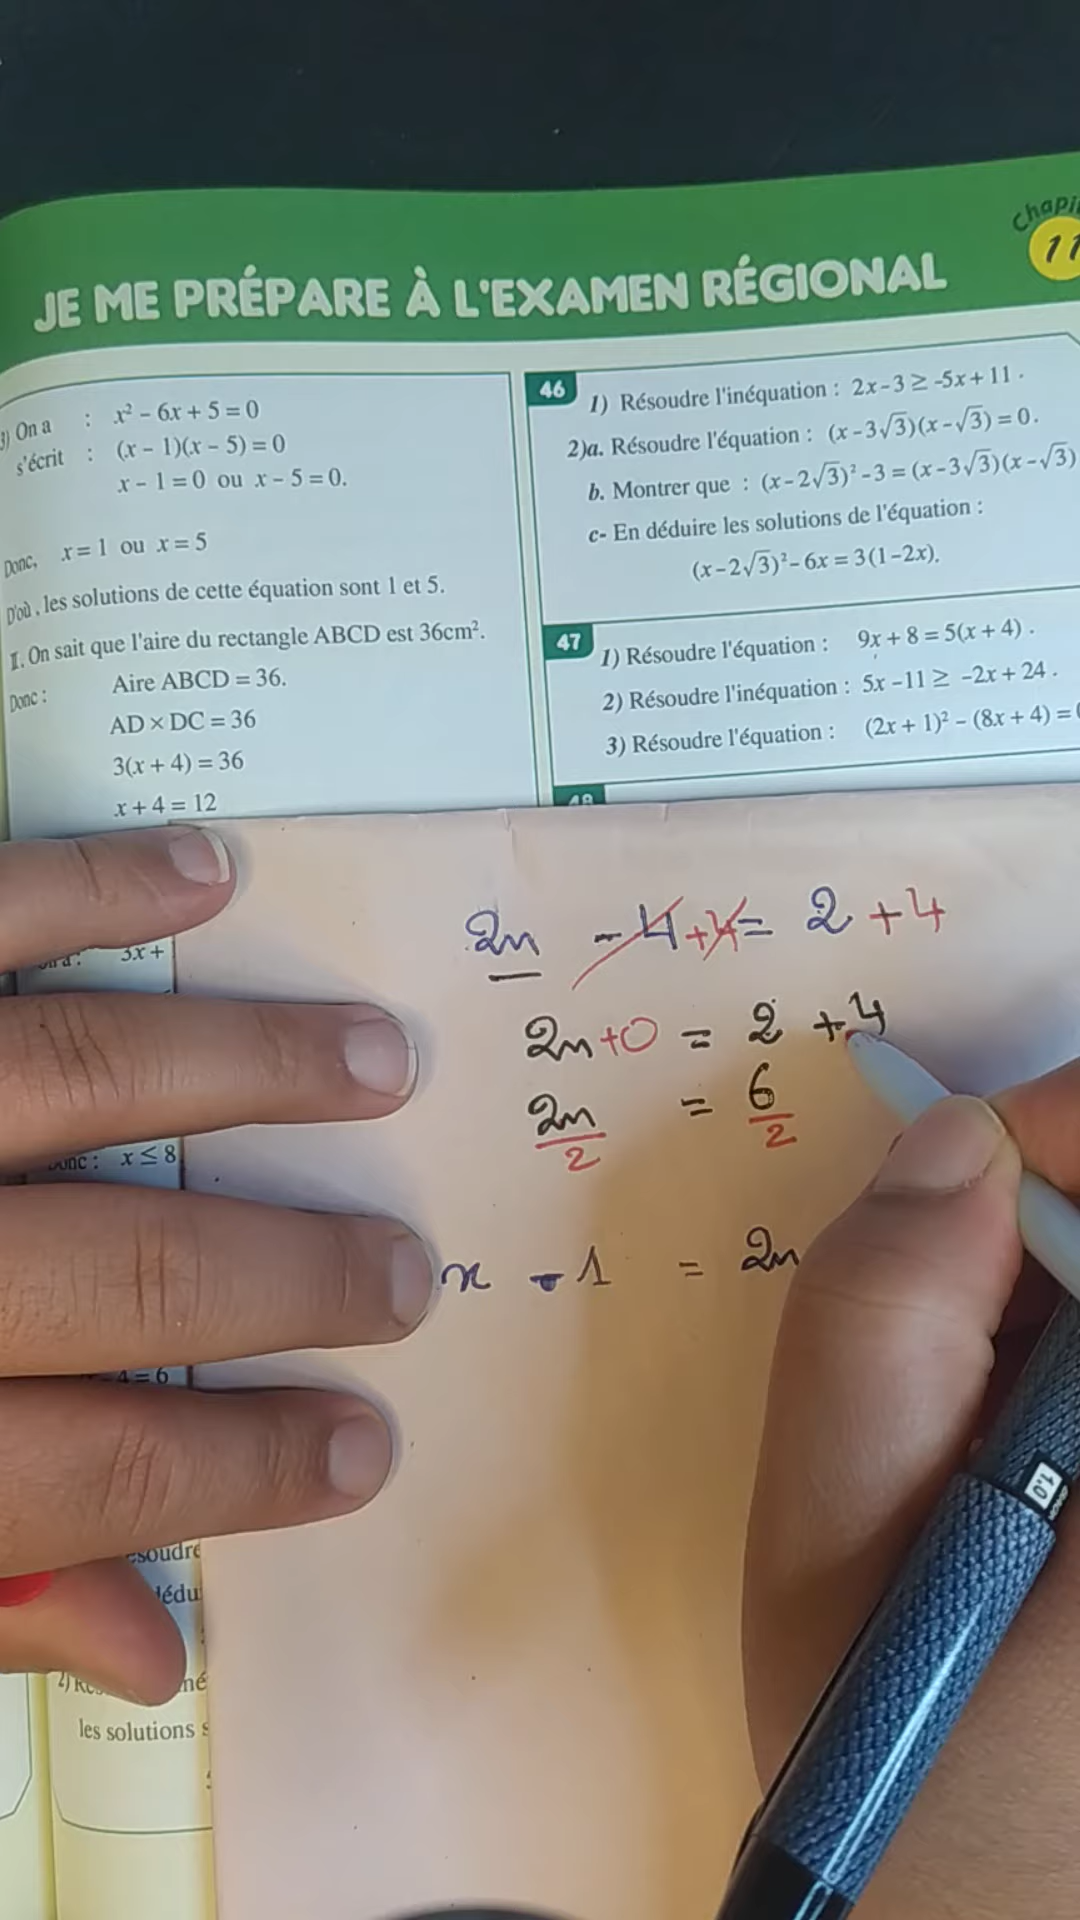 Chapi
11
JE ME PRÉPARE À L'EXAMEN RÉGIONAL
3) On a : x² - 6x + 5 = 0
s'écrit : (x - 1)(x - 5) = 0
x - 1 = 0 ou x - 5 = 0.
Donc, x = 1 ou x = 5
D'où, les solutions de cette équation sont 1 et 5.
II. On sait que l'aire du rectangle ABCD est 36cm².
Donc : Aire ABCD = 36.
AD × DC = 36
3(x + 4) = 36
x + 4 = 12
3x +
Donc : x ≤ 8
4 = 6
les solutions s
46
1) Résoudre l'inéquation : 2x-3 ≥ -5x+11 .
2)a. Résoudre l'équation : (x-3√3)(x-√3) = 0.
b. Montrer que : (x-2√3)² -3 = (x-3√3)(x-√3)
c- En déduire les solutions de l'équation :
(x-2√3)² - 6x = 3(1-2x).
47
1) Résoudre l'équation : 9x + 8 = 5(x + 4) .
2) Résoudre l'inéquation : 5x -11 ≥ -2x + 24 .
3) Résoudre l'équation : (2x + 1)² - (8x + 4) = 0
48
2x - 4 + 4 = 2 + 4
2x + 0 = 2 + 4
2x/2 = 6/2
x - 1 = 2x
1.0